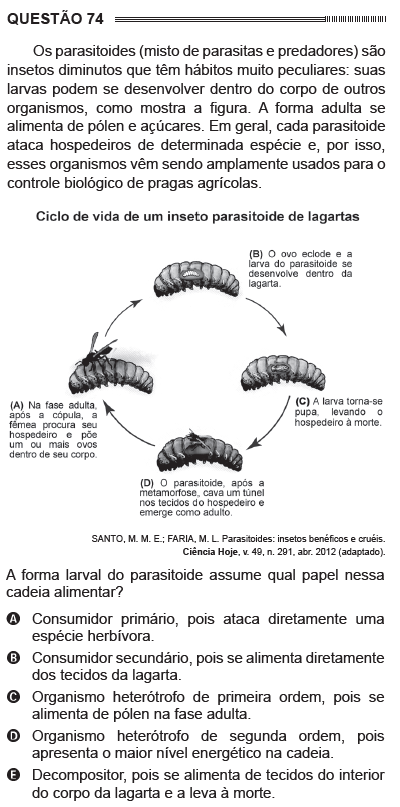 QUESTÃO 74
Os parasitoides (misto de parasitas e predadores) são
insetos diminutos que têm hábitos muito peculiares: suas
larvas podem se desenvolver dentro do corpo de outros
organismos, como mostra a figura. A forma adulta se
alimenta de pólen e açúcares. Em geral, cada parasitoide
ataca hospedeiros de determinada espécie e, por isso,
esses organismos vêm sendo amplamente usados para o
controle biológico de pragas agrícolas.
Ciclo de vida de um inseto parasitoide de lagartas
(B) O ovo eclode e a
larva do parasitoide se
desenvolve dentro da
lagarta.
(A) Na fase adulta,
após a cópula, a
fêmea procura seu
hospedeiro e põe
um ou mais ovos
dentro de seu corpo.
(C) A larva torna-se
pupa, levando o
hospedeiro à morte.
(D) O parasitoide, após a
metamorfose, cava um túnel
nos tecidos do hospedeiro e
emerge como adulto.
SANTO, M. M. E.; FARIA, M. L. Parasitoides: insetos benéficos e cruéis.
Ciência Hoje, v. 49, n. 291, abr. 2012 (adaptado).
A forma larval do parasitoide assume qual papel nessa
cadeia alimentar?
A Consumidor primário, pois ataca diretamente uma
espécie herbívora.
B Consumidor secundário, pois se alimenta diretamente
dos tecidos da lagarta.
C Organismo heterótrofo de primeira ordem, pois se
alimenta de pólen na fase adulta.
D Organismo heterótrofo de segunda ordem, pois
apresenta o maior nível energético na cadeia.
E Decompositor, pois se alimenta de tecidos do interior
do corpo da lagarta e a leva à morte.